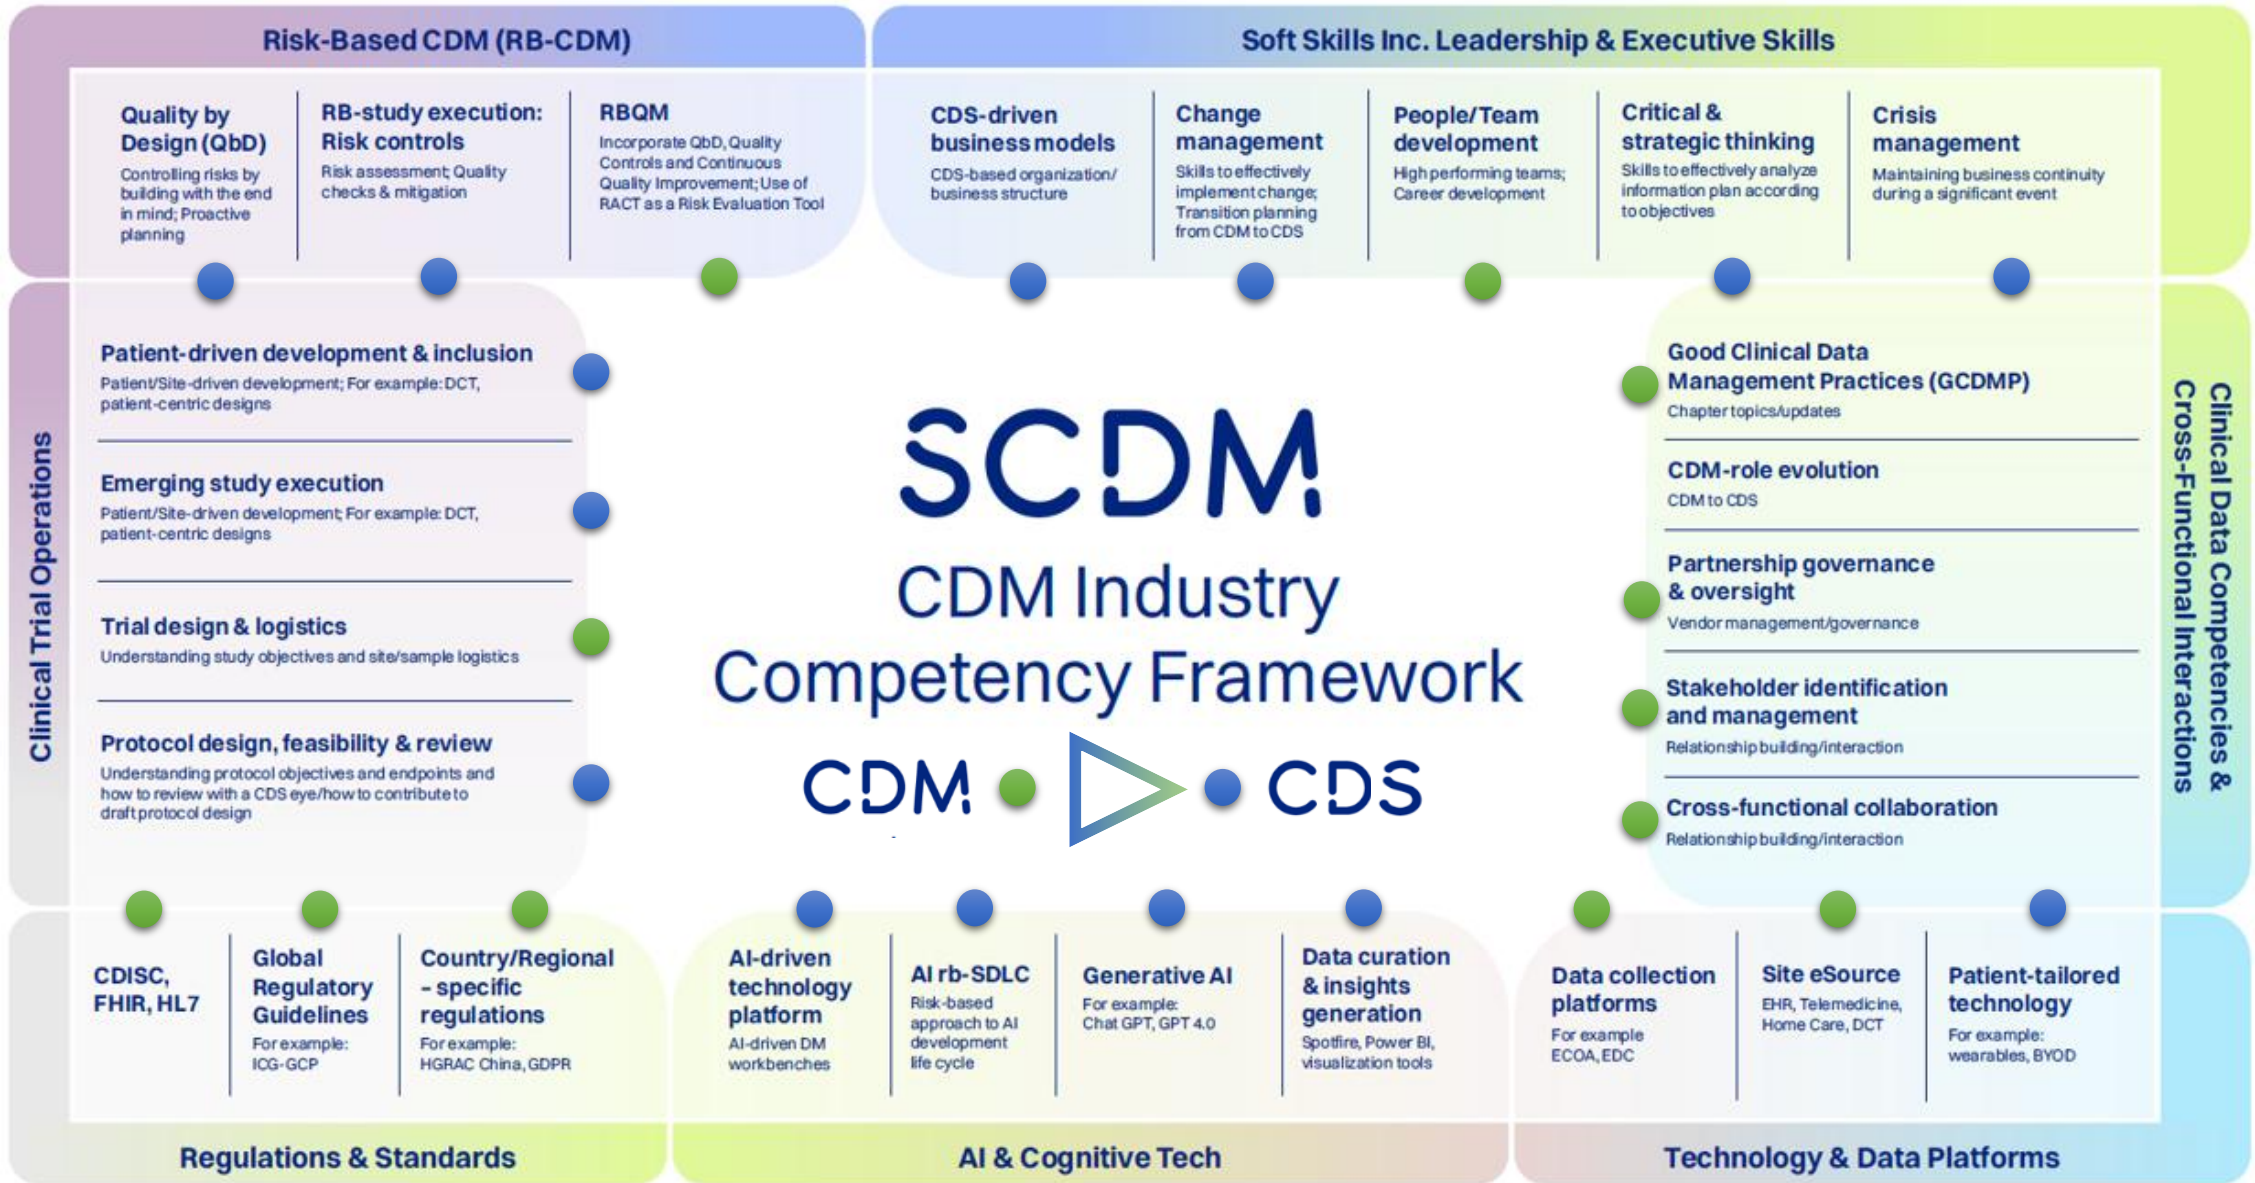 Risk-Based CDM (RB-CDM)
Quality by
Design (QbD)
Controlling risks by
building with the end
in mind; Proactive
planning
RB-study execution:
Risk controls
Risk assessment; Quality
checks & mitigation
RBQM
Incorporate QbD, Quality
Controls and Continuous
Quality Improvement; Use of
RACT as a Risk Evaluation Tool
Soft Skills Inc. Leadership & Executive Skills
CDS-driven
business models
CDS-based organization/
business structure
Change
management
Skills to effectively
implement change;
Transition planning
from CDM to CDS
People/Team
development
High performing teams;
Career development
Critical &
strategic thinking
Skills to effectively analyze
information plan according
to objectives
Crisis
management
Maintaining business continuity
during a significant event
Clinical Trial Operations
Patient-driven development & inclusion
Patient/Site-driven development; For example: DCT,
patient-centric designs
Emerging study execution
Patient/Site-driven development; For example: DCT,
patient-centric designs
Trial design & logistics
Understanding study objectives and site/sample logistics
Protocol design, feasibility & review
Understanding protocol objectives and endpoints and
how to review with a CDS eye/how to contribute to
draft protocol design
SCDM
CDM Industry
Competency Framework
CDM
CDS
Good Clinical Data
Management Practices (GCDMP)
Chapter topics/updates
CDM-role evolution
CDM to CDS
Partnership governance
& oversight
Vendor management/governance
Stakeholder identification
and management
Relationship building/interaction
Cross-functional collaboration
Relationship building/interaction
Clinical Data Competencies &
Cross-Functional Interactions
CDISC,
FHIR, HL7
Global
Regulatory
Guidelines
For example:
ICG-GCP
Country/Regional
– specific
regulations
For example:
HGRAC China, GDPR
Regulations & Standards
AI-driven
technology
platform
AI-driven DM
workbenches
AI rb-SDLC
Risk-based
approach to AI
development
life cycle
Generative AI
For example:
Chat GPT, GPT 4.0
Data curation
& insights
generation
Spotfire, Power BI,
visualization tools
AI & Cognitive Tech
Data collection
platforms
For example
ECOA, EDC
Site eSource
EHR, Telemedicine,
Home Care, DCT
Patient-tailored
technology
For example:
wearables, BYOD
Technology & Data Platforms